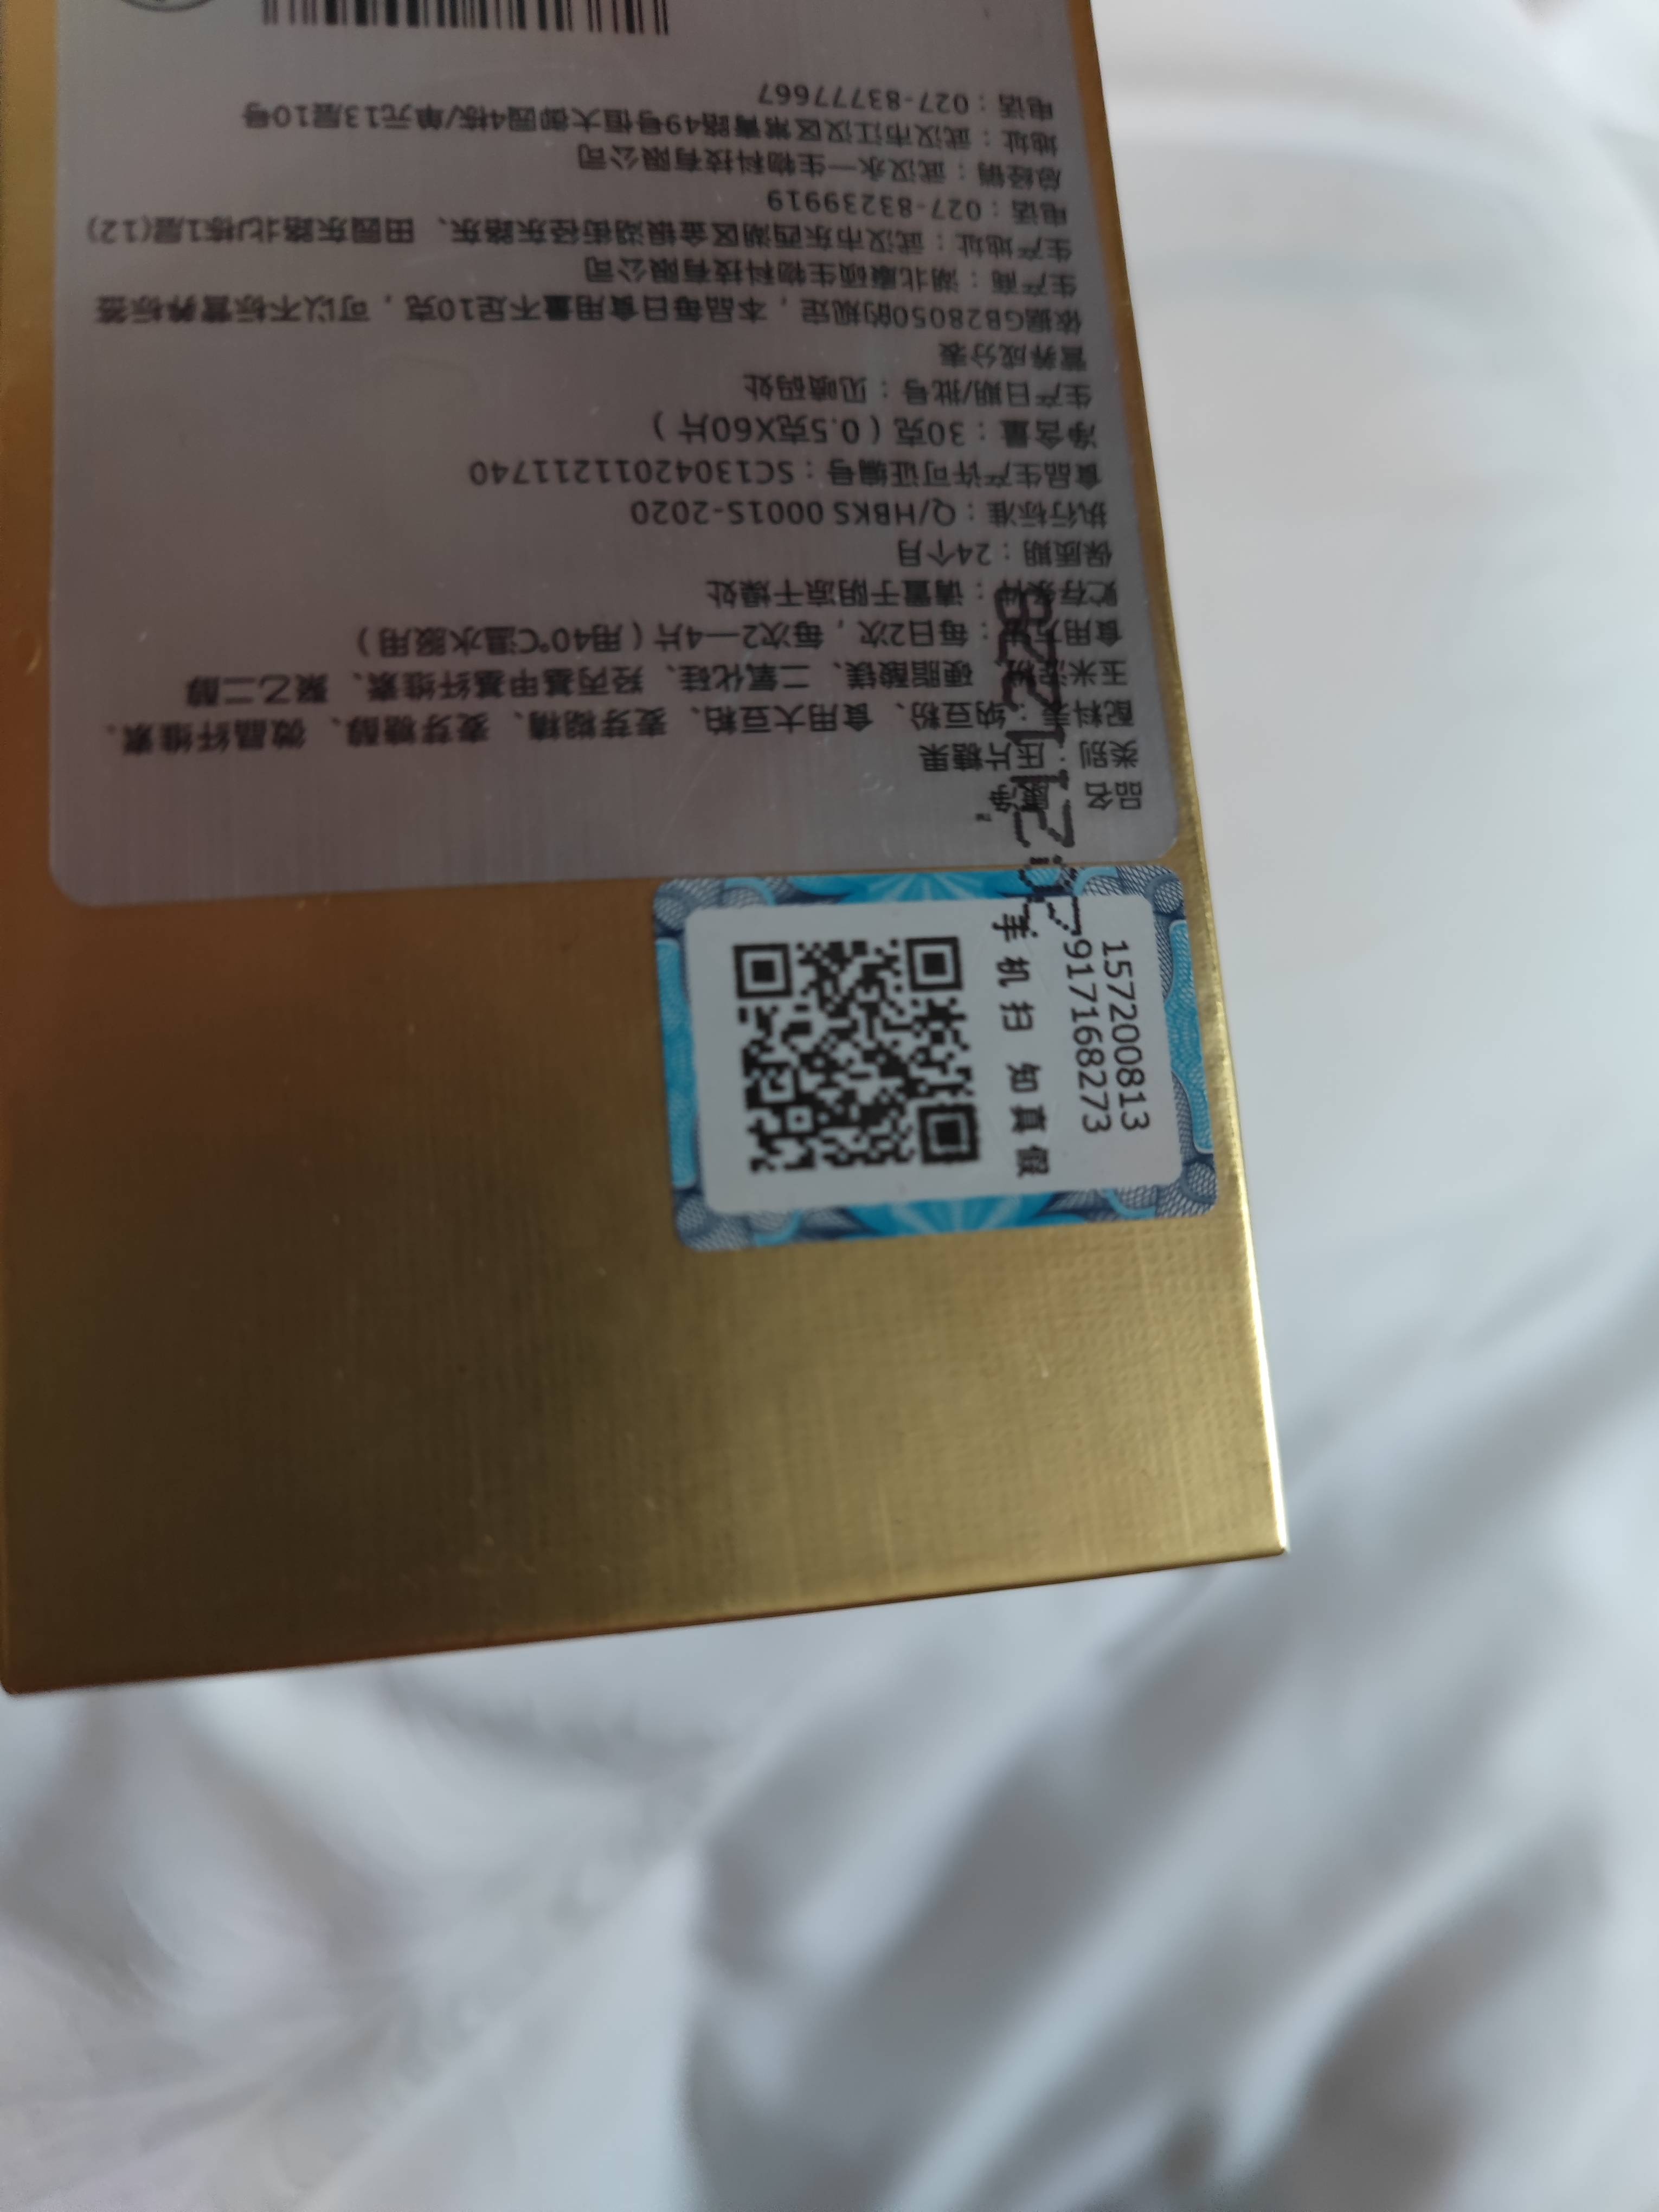 品名
类别：压片糖果
配料表：纳豆粉、食用大豆粕、麦芽糊精、麦芽糖醇、微晶纤维素、
玉米淀粉、硬脂酸镁、二氧化硅、羟丙基甲基纤维素、聚乙二醇
食用方法：每日2次，每次2—4片（用40℃温水服用）
贮存条件：请置于阴凉干燥处
保质期：24个月
执行标准：Q/HBKS 0001S-2020
食品生产许可证编号：SC13042011211740
净含量：30克（0.5克X60片）
生产日期/批号：见喷码处
营养成分表
依据GB28050的规定，本品每日食用量不足10克，可以不标营养标签
生产商：湖北康硕生物科技有限公司
生产地址：武汉市东西湖区金银湖街径东路东、田园东路北/栋1层(12)
电话：027-83239919
总经销：武汉永一生物科技有限公司
地址：武汉市江汉区常青路49号恒大御园4栋/单元13层10号
电话：027-83777667
20211228
157200813
917168273
手机扫 知真假